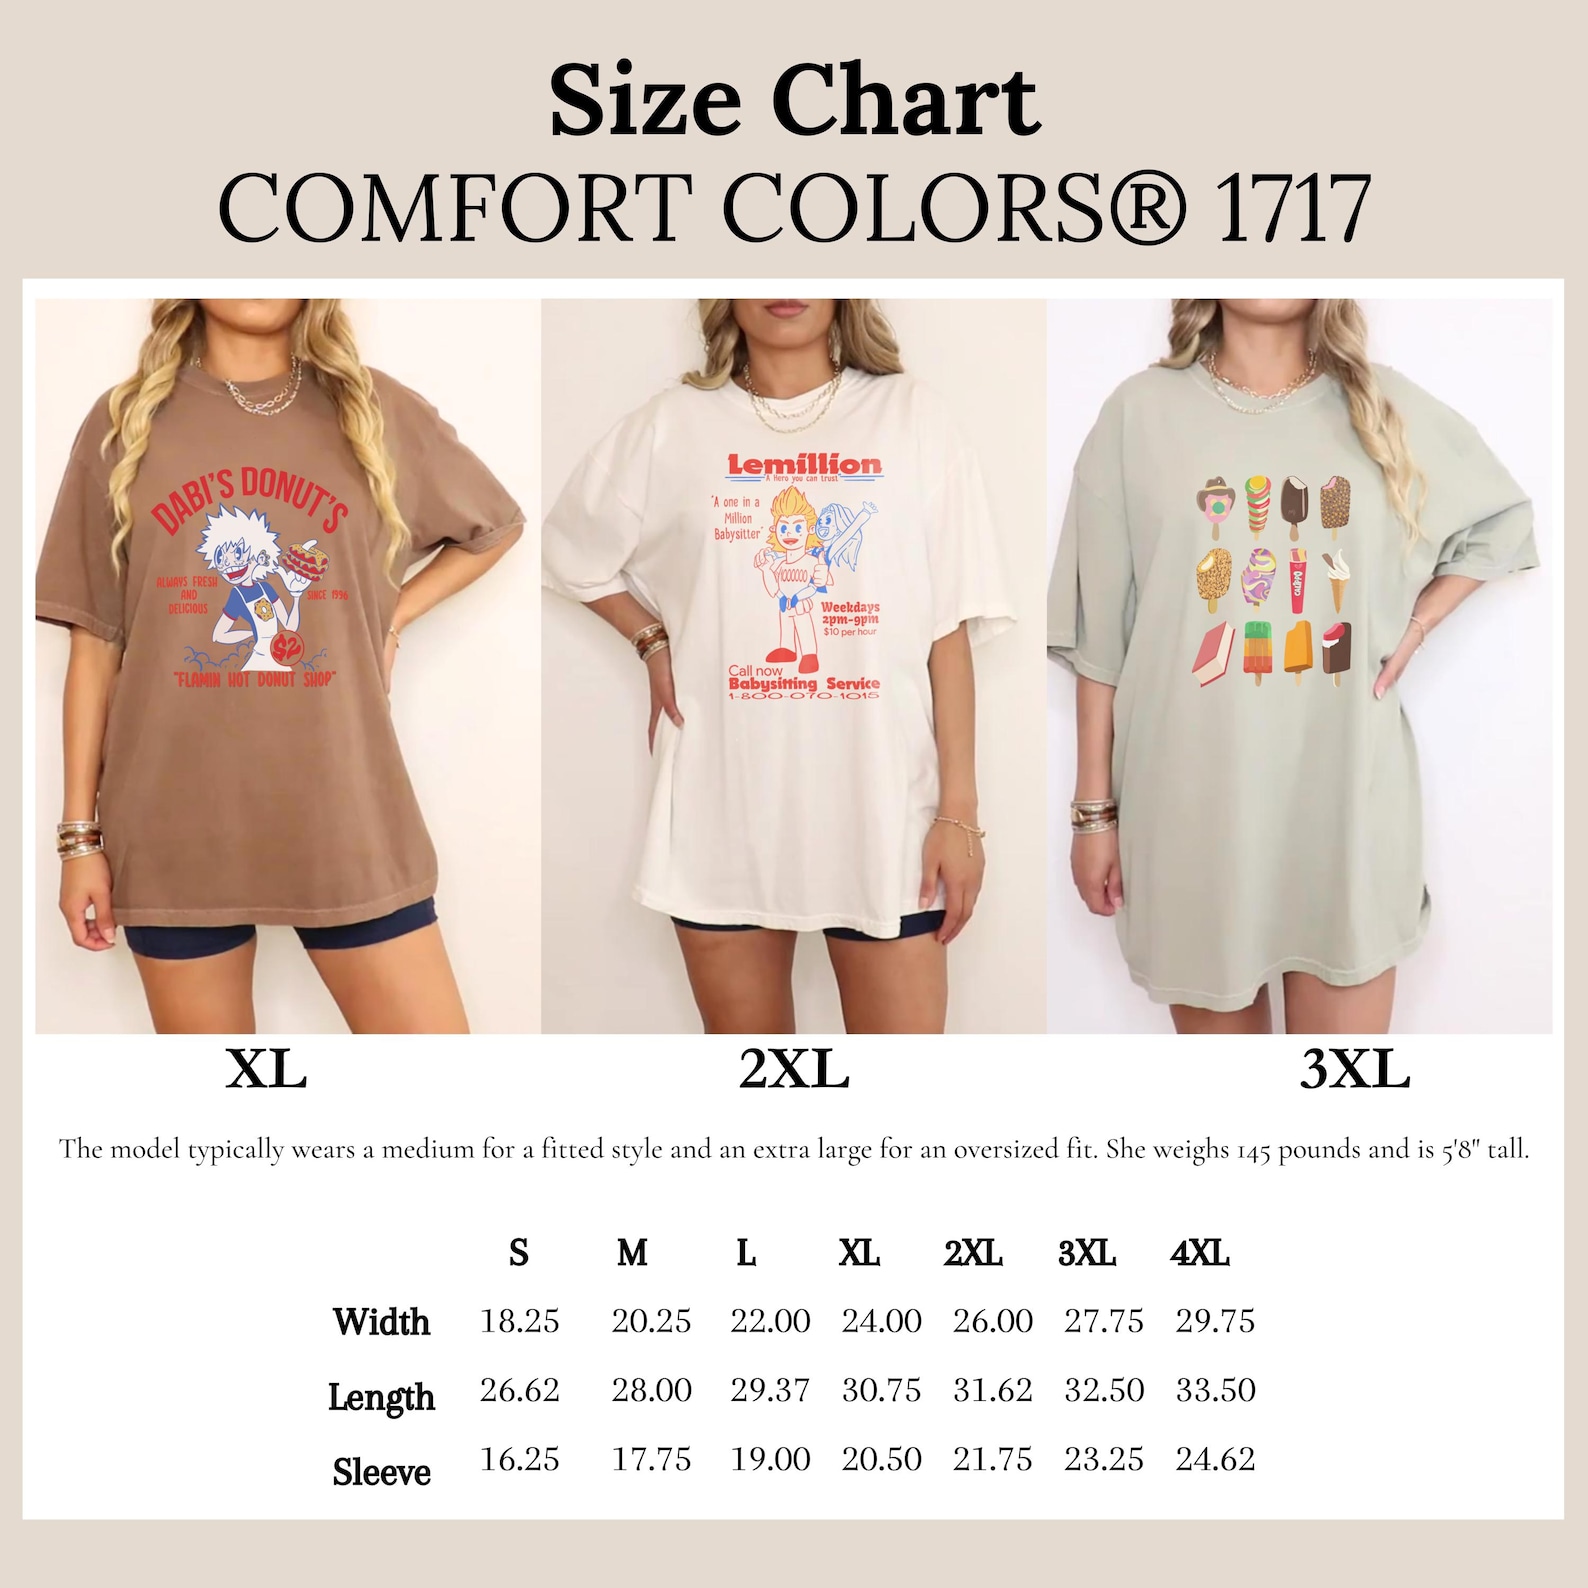 Size Chart
COMFORT COLORS® 1717
DABI'S DONUT'S
ALWAYS FRESH
AND
DELICIOUS
SINCE 1996
$2
"FLAMIN HOT DONUT SHOP"
Lemillion
A Hero you can trust
"A one in a
Million
Babysitter"
Weekdays
2pm-9pm
$10 per hour
Call now
Babysitting Service
1-800-070-1015
CALIPPO
XL 2XL 3XL
The model typically wears a medium for a fitted style and an extra large for an oversized fit. She weighs 145 pounds and is 5'8" tall.
S M L XL 2XL 3XL 4XL
Width 18.25 20.25 22.00 24.00 26.00 27.75 29.75
Length 26.62 28.00 29.37 30.75 31.62 32.50 33.50
Sleeve 16.25 17.75 19.00 20.50 21.75 23.25 24.62